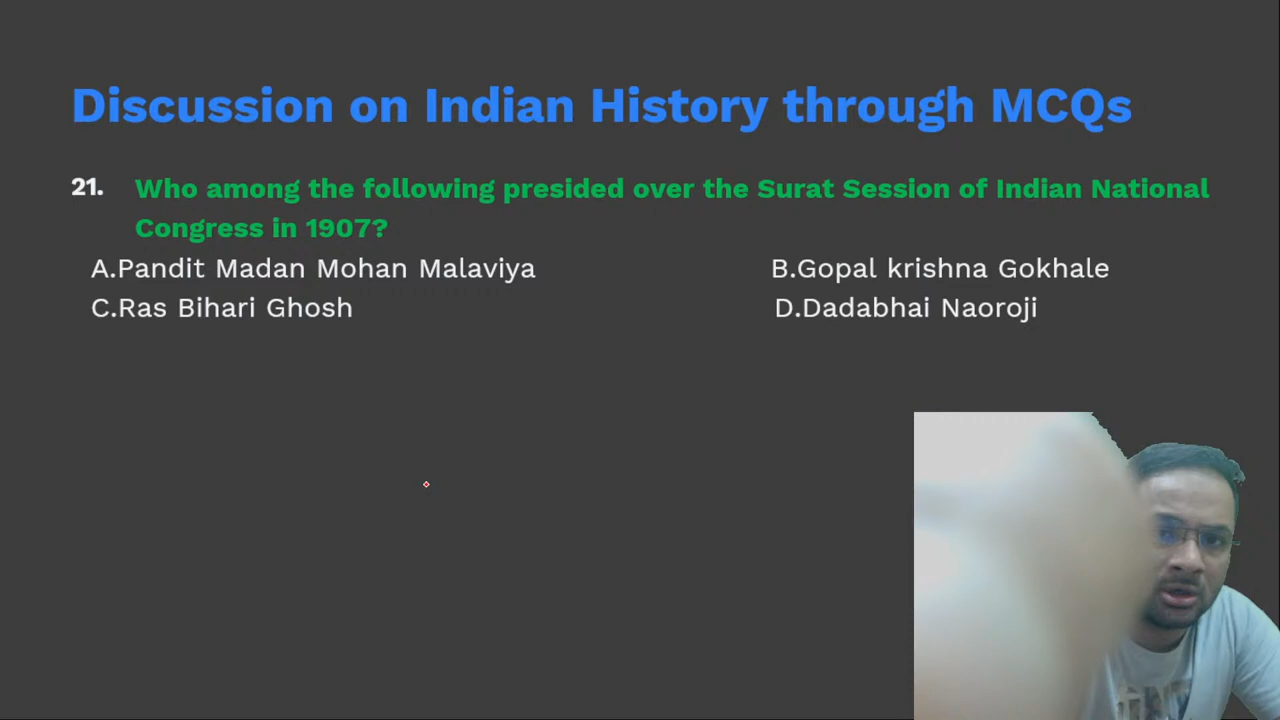 Discussion on Indian History through MCQs
21. Who among the following presided over the Surat Session of Indian National
Congress in 1907?
A.Pandit Madan Mohan Malaviya B.Gopal krishna Gokhale
C.Ras Bihari Ghosh D.Dadabhai Naoroji